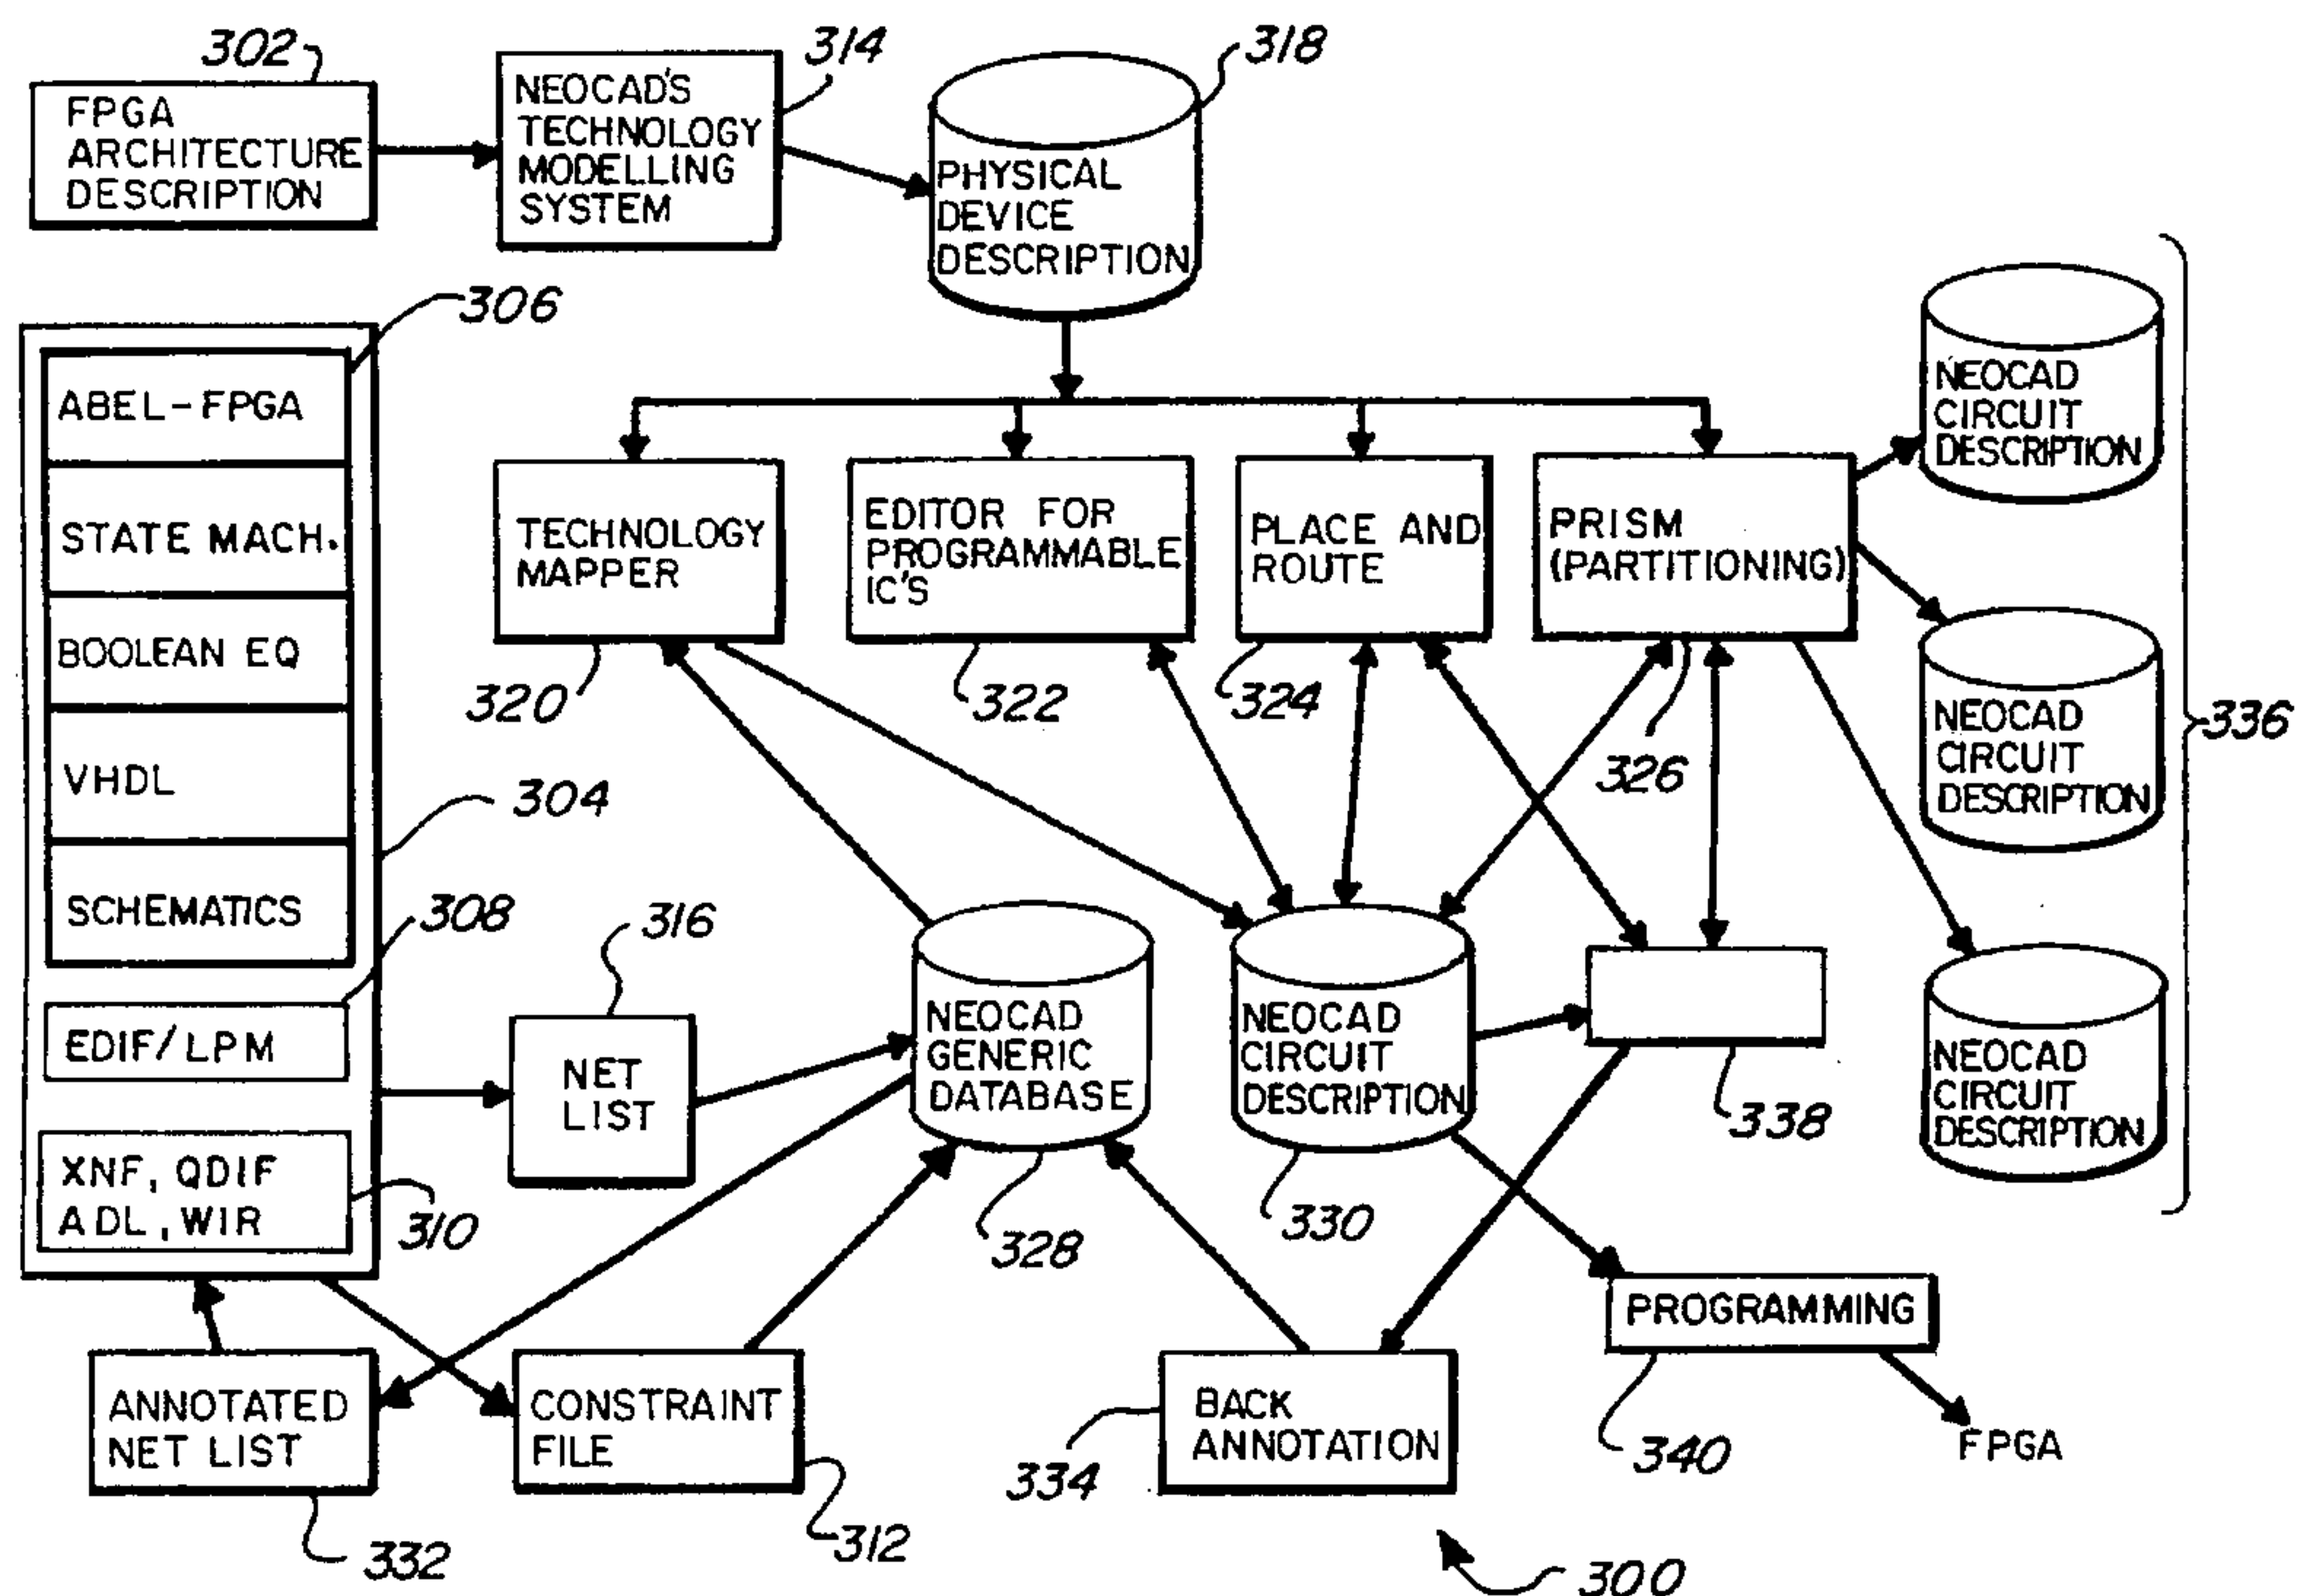 302
314
318
FPGA
ARCHITECTURE
DESCRIPTION
NEOCAD'S
TECHNOLOGY
MODELLING
SYSTEM
PHYSICAL
DEVICE
DESCRIPTION
306
ABEL-FPGA
STATE MACH.
BOOLEAN EQ
VHDL
SCHEMATICS
304
308
EDIF/LPM
XNF, QDIF
ADL, WIR
310
TECHNOLOGY
MAPPER
320
EDITOR FOR
PROGRAMMABLE
IC'S
322
PLACE AND
ROUTE
324
PRISM
(PARTITIONING)
326
NEOCAD
CIRCUIT
DESCRIPTION
NEOCAD
CIRCUIT
DESCRIPTION
NEOCAD
CIRCUIT
DESCRIPTION
336
316
NET
LIST
NEOCAD
GENERIC
DATABASE
328
NEOCAD
CIRCUIT
DESCRIPTION
330
338
ANNOTATED
NET LIST
332
CONSTRAINT
FILE
312
BACK
ANNOTATION
334
PROGRAMMING
340
FPGA
300